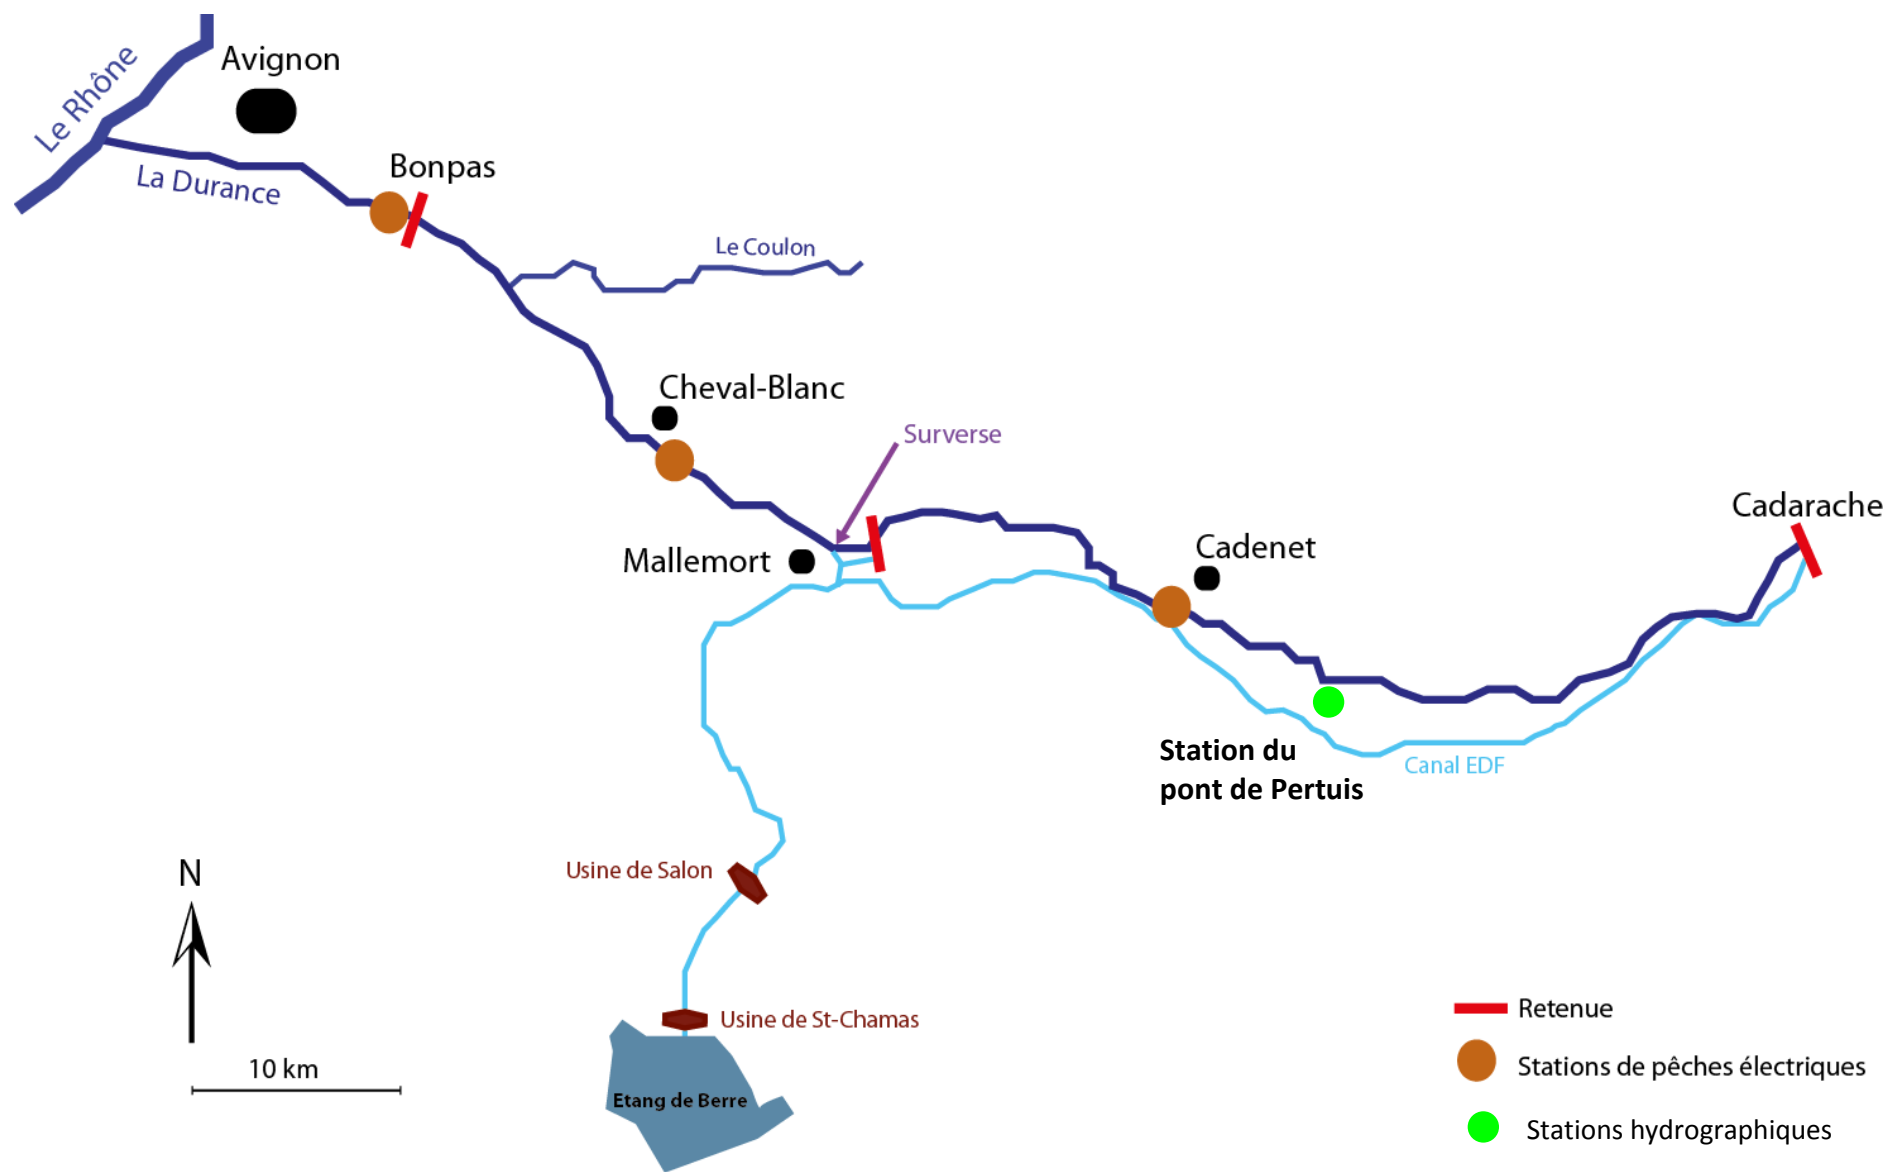 Avignon
Le Rhône
Bonpas
La Durance
Le Coulon
Cheval-Blanc
Surverse
Cadarache
Mallemort
Cadenet
Station du
pont de Pertuis
Canal EDF
N
Usine de Salon
10 km
Usine de St-Chamas
Etang de Berre
Retenue
Stations de pêches électriques
Stations hydrographiques